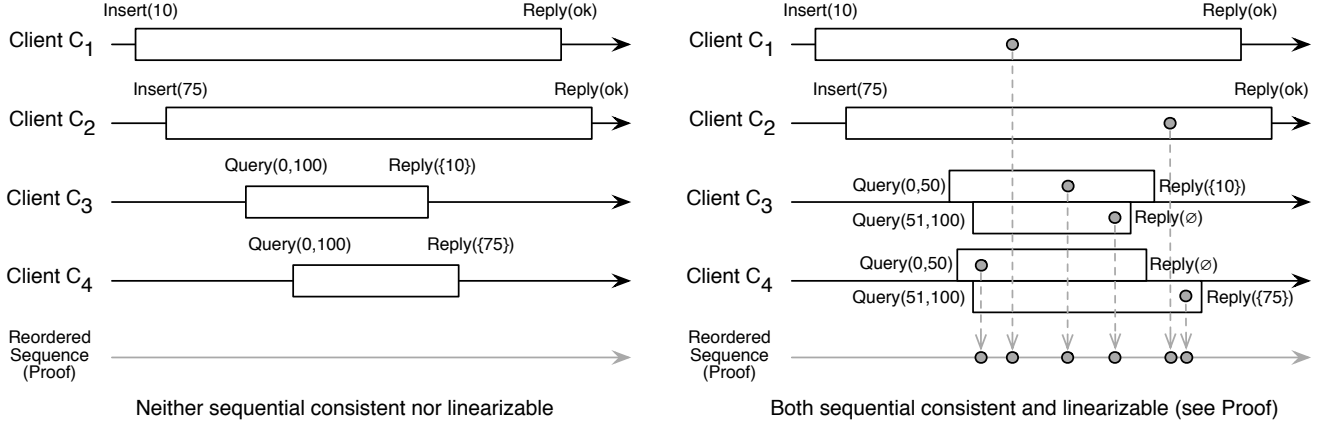 Insert(10)
Reply(ok)
Client C1
Insert(75)
Reply(ok)
Client C2
Query(0,100)
Reply({10})
Client C3
Query(0,100)
Reply({75})
Client C4
Reordered
Sequence
(Proof)
Neither sequential consistent nor linearizable
Insert(10)
Reply(ok)
Client C1
Insert(75)
Reply(ok)
Client C2
Query(0,50)
Reply({10})
Client C3
Query(51,100)
Reply(∅)
Query(0,50)
Reply(∅)
Client C4
Query(51,100)
Reply({75})
Reordered
Sequence
(Proof)
Both sequential consistent and linearizable (see Proof)